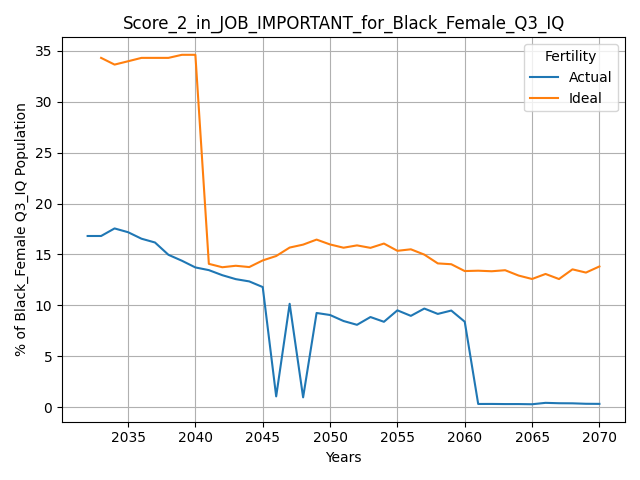 Score_2_in_JOB_IMPORTANT_for_Black_Female_Q3_IQ
% of Black_Female Q3_IQ Population
35
30
25
20
15
10
5
0
Fertility
Actual
Ideal
2035 2040 2045 2050 2055 2060 2065 2070
Years